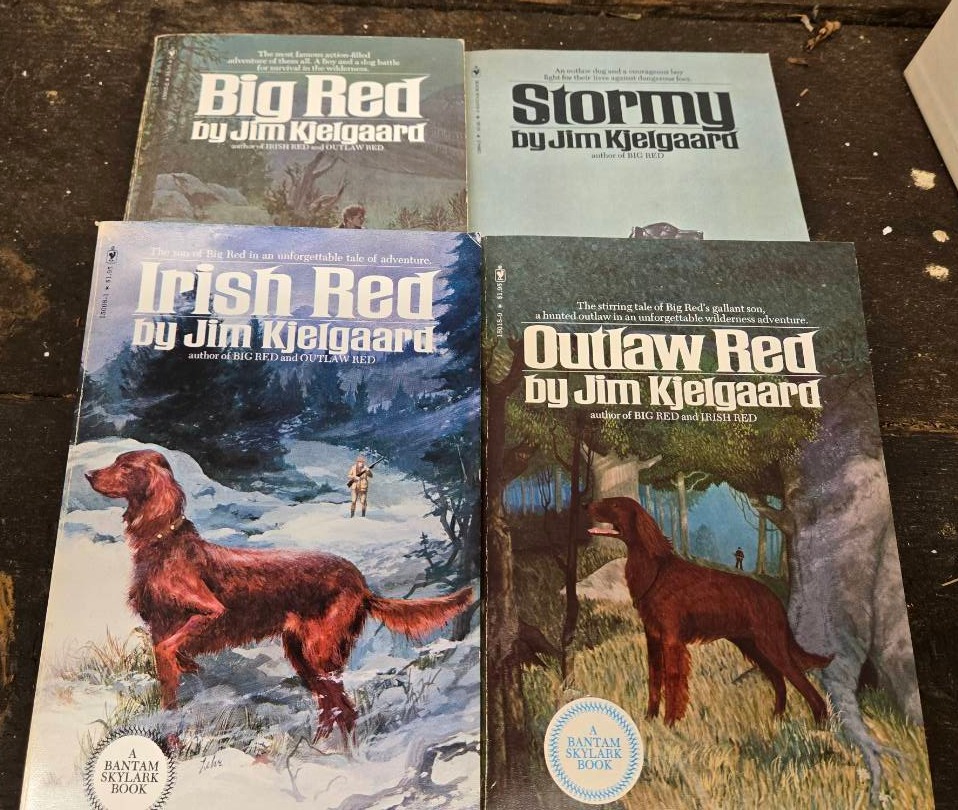 The most famous action-filled
adventure of them all. A Boy and a dog battle
for survival in the wilderness.
Big Red
by Jim Kjelgaard
author of IRISH RED and OUTLAW RED
An outlaw dog and a courageous boy
fight for their lives against dangerous foes.
Stormy
by Jim Kjelgaard
author of BIG RED
The son of Big Red in an unforgettable tale of adventure.
Irish Red
by Jim Kjelgaard
author of BIG RED and OUTLAW RED
A
BANTAM
SKYLARK
BOOK
The stirring tale of Big Red's gallant son,
a hunted outlaw in an unforgettable wilderness adventure.
Outlaw Red
by Jim Kjelgaard
author of BIG RED and IRISH RED
A
BANTAM
SKYLARK
BOOK